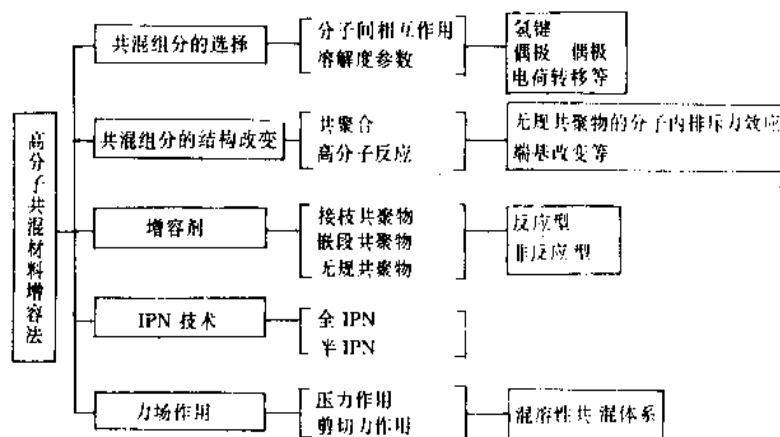 高分子共混材料增容法
共混组分的选择
分子间相互作用
溶解度参数
氢键
偶极 偶极
电荷转移等
共混组分的结构改变
共聚合
高分子反应
无规共聚物的分子内排斥力效应
端基改变等
增容剂
接枝共聚物
嵌段共聚物
无规共聚物
反应型
非反应型
IPN 技术
全 IPN
半 IPN
力场作用
压力作用
剪切力作用
混溶性共混体系